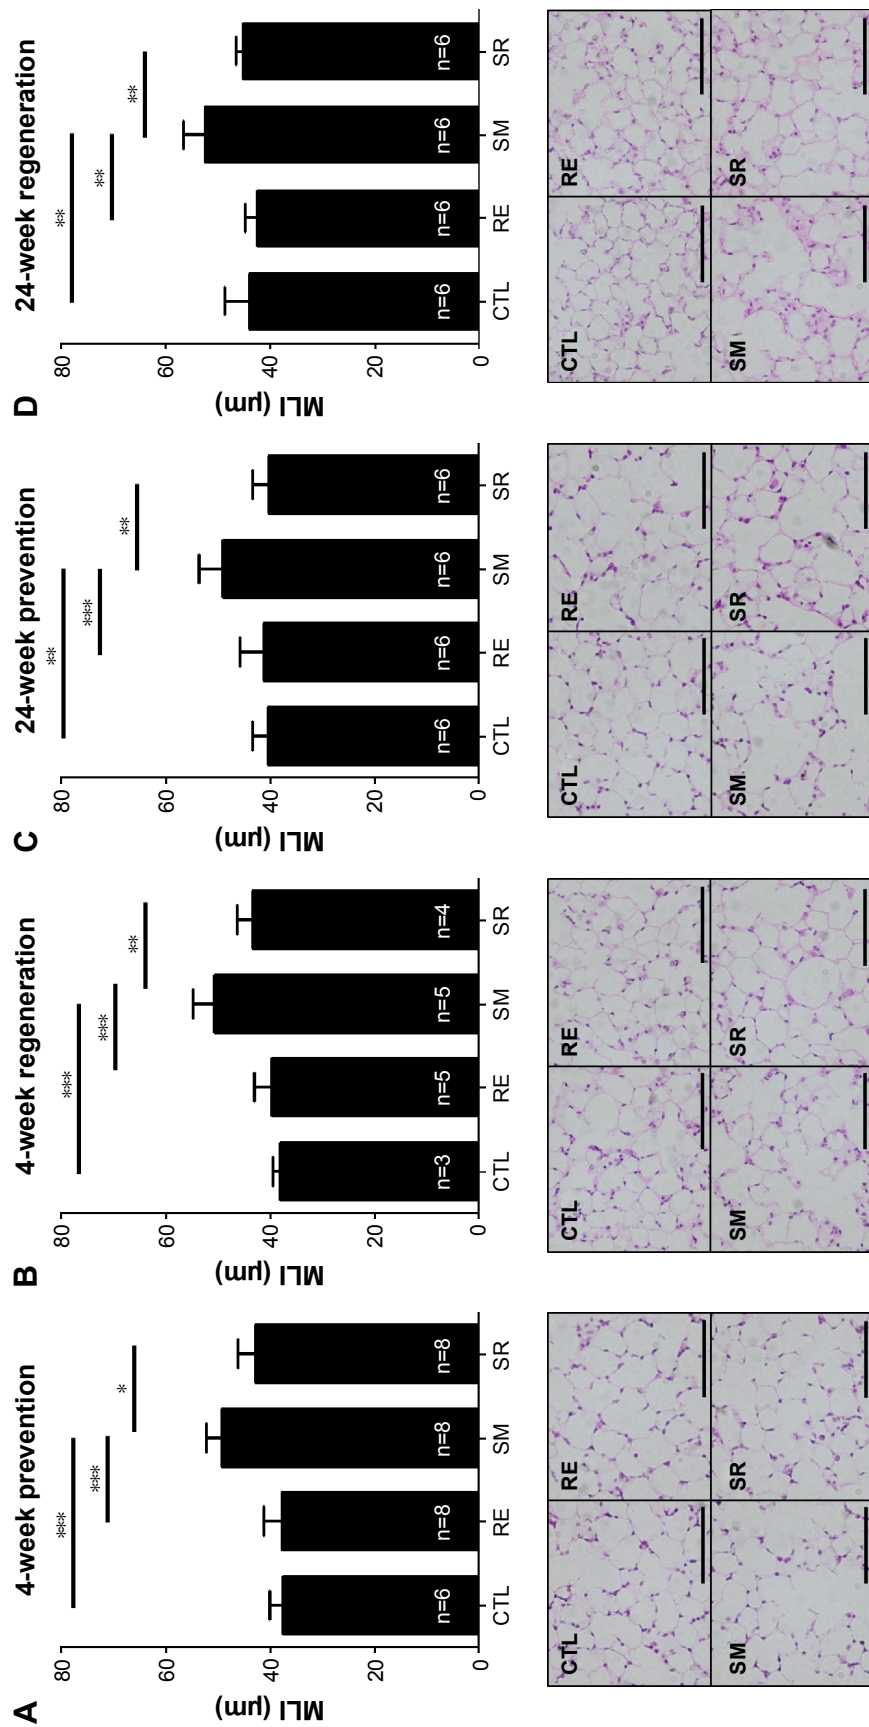 A
4-week prevention
MLI (µm)
80
60
40
20
0
***
***
*
n=6
n=8
n=8
n=8
CTL
RE
SM
SR
CTL
RE
SM
SR
B
4-week regeneration
MLI (µm)
80
60
40
20
0
***
***
**
n=3
n=5
n=5
n=4
CTL
RE
SM
SR
CTL
RE
SM
SR
C
24-week prevention
MLI (µm)
80
60
40
20
0
**
***
**
n=6
n=6
n=6
n=6
CTL
RE
SM
SR
CTL
RE
SM
SR
D
24-week regeneration
MLI (µm)
80
60
40
20
0
**
**
**
n=6
n=6
n=6
n=6
CTL
RE
SM
SR
CTL
RE
SM
SR